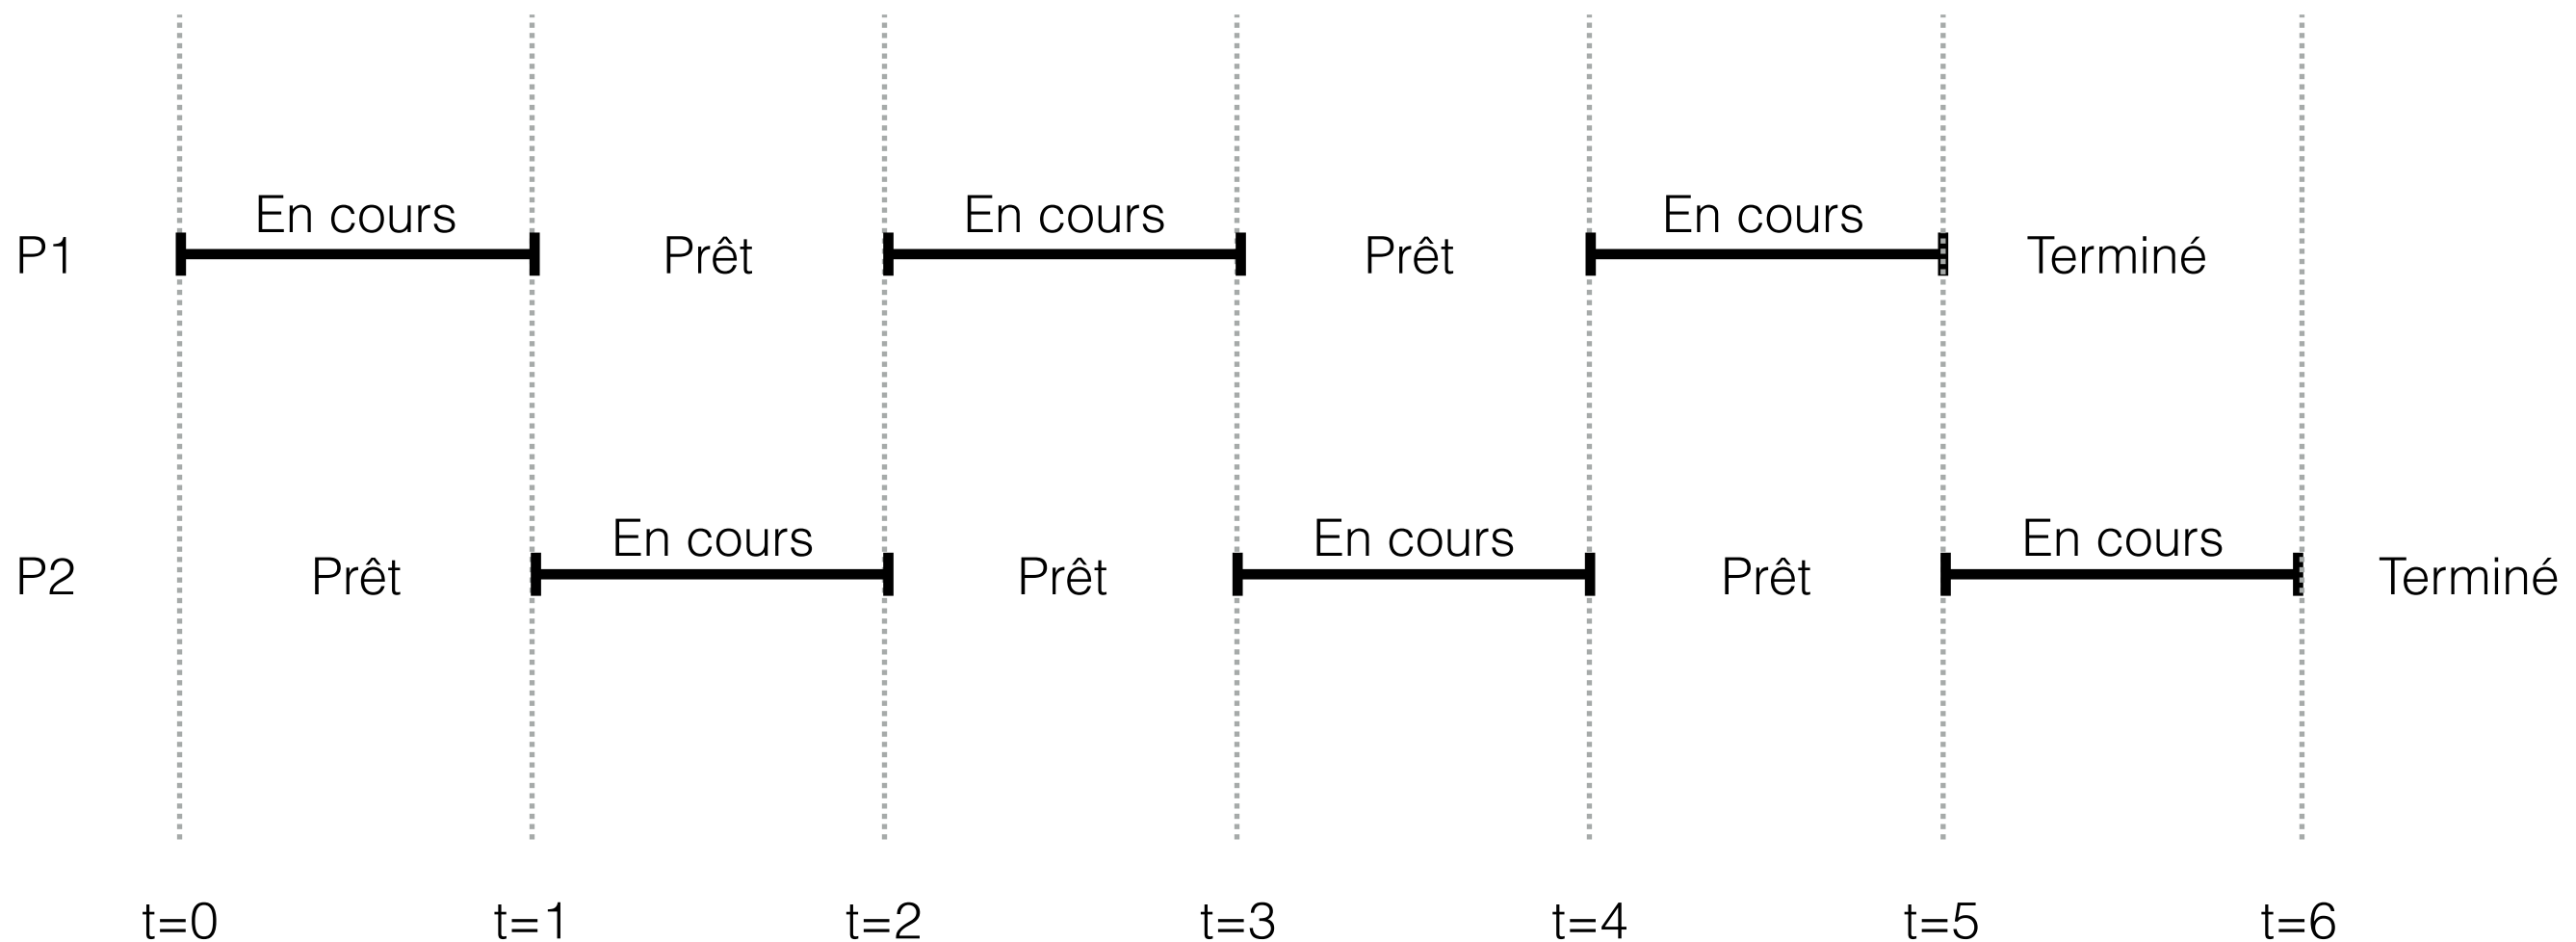 En cours En cours En cours
P1 Prêt Prêt Terminé
En cours En cours En cours
P2 Prêt Prêt Prêt Terminé
t=0 t=1 t=2 t=3 t=4 t=5 t=6